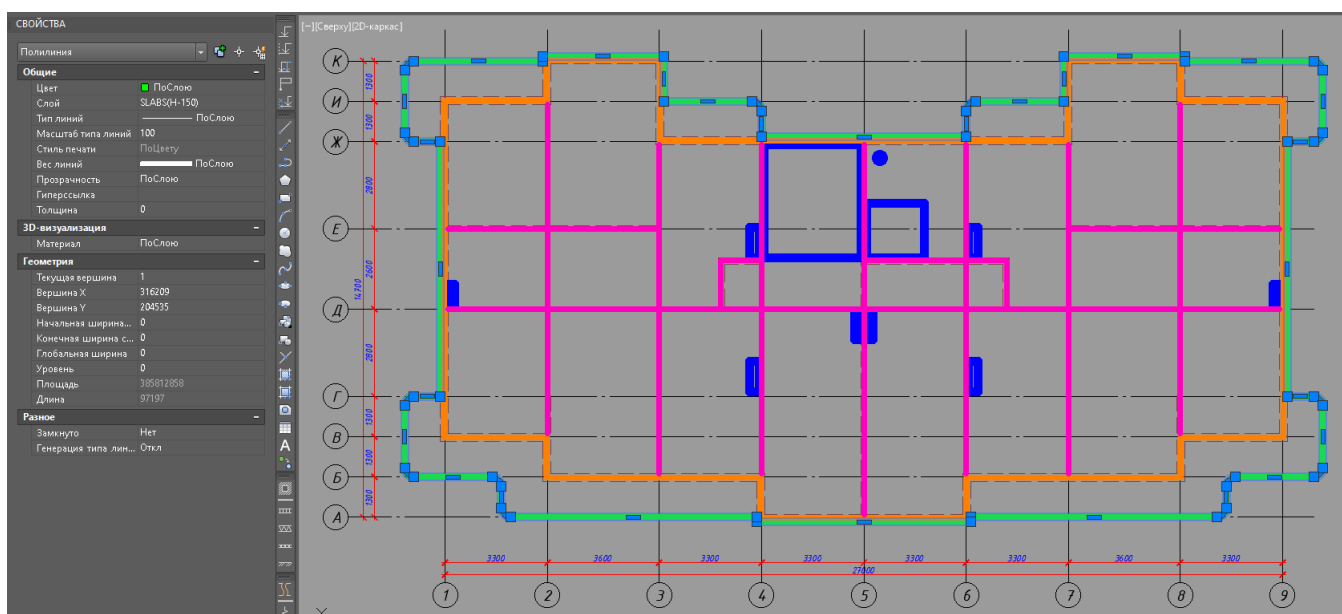 СВОЙСТВА
Полилиния
Общие
Цвет ПоСлою
Слой SLABS(H-150)
Тип линий ПоСлою
Масштаб типа линий 100
Стиль печати ПоЦвету
Вес линий ПоСлою
Прозрачность ПоСлою
Гиперссылка
Толщина 0
3D-визуализация
Материал ПоСлою
Геометрия
Текущая вершина 1
Вершина X 316209
Вершина Y 204535
Начальная ширина... 0
Конечная ширина с... 0
Глобальная ширина 0
Уровень 0
Площадь 385812858
Длина 97197
Разное
Замкнуто Нет
Генерация типа лин... Откл
[−][Сверху][2D-каркас]
К
1300
И
1300
Ж
2800
Е
2600
14700
Д
2800
Г
1300
В
1300
Б
1300
А
3300 3600 3300 3300 3300 3300 3600 3300
27000
1 2 3 4 5 6 7 8 9